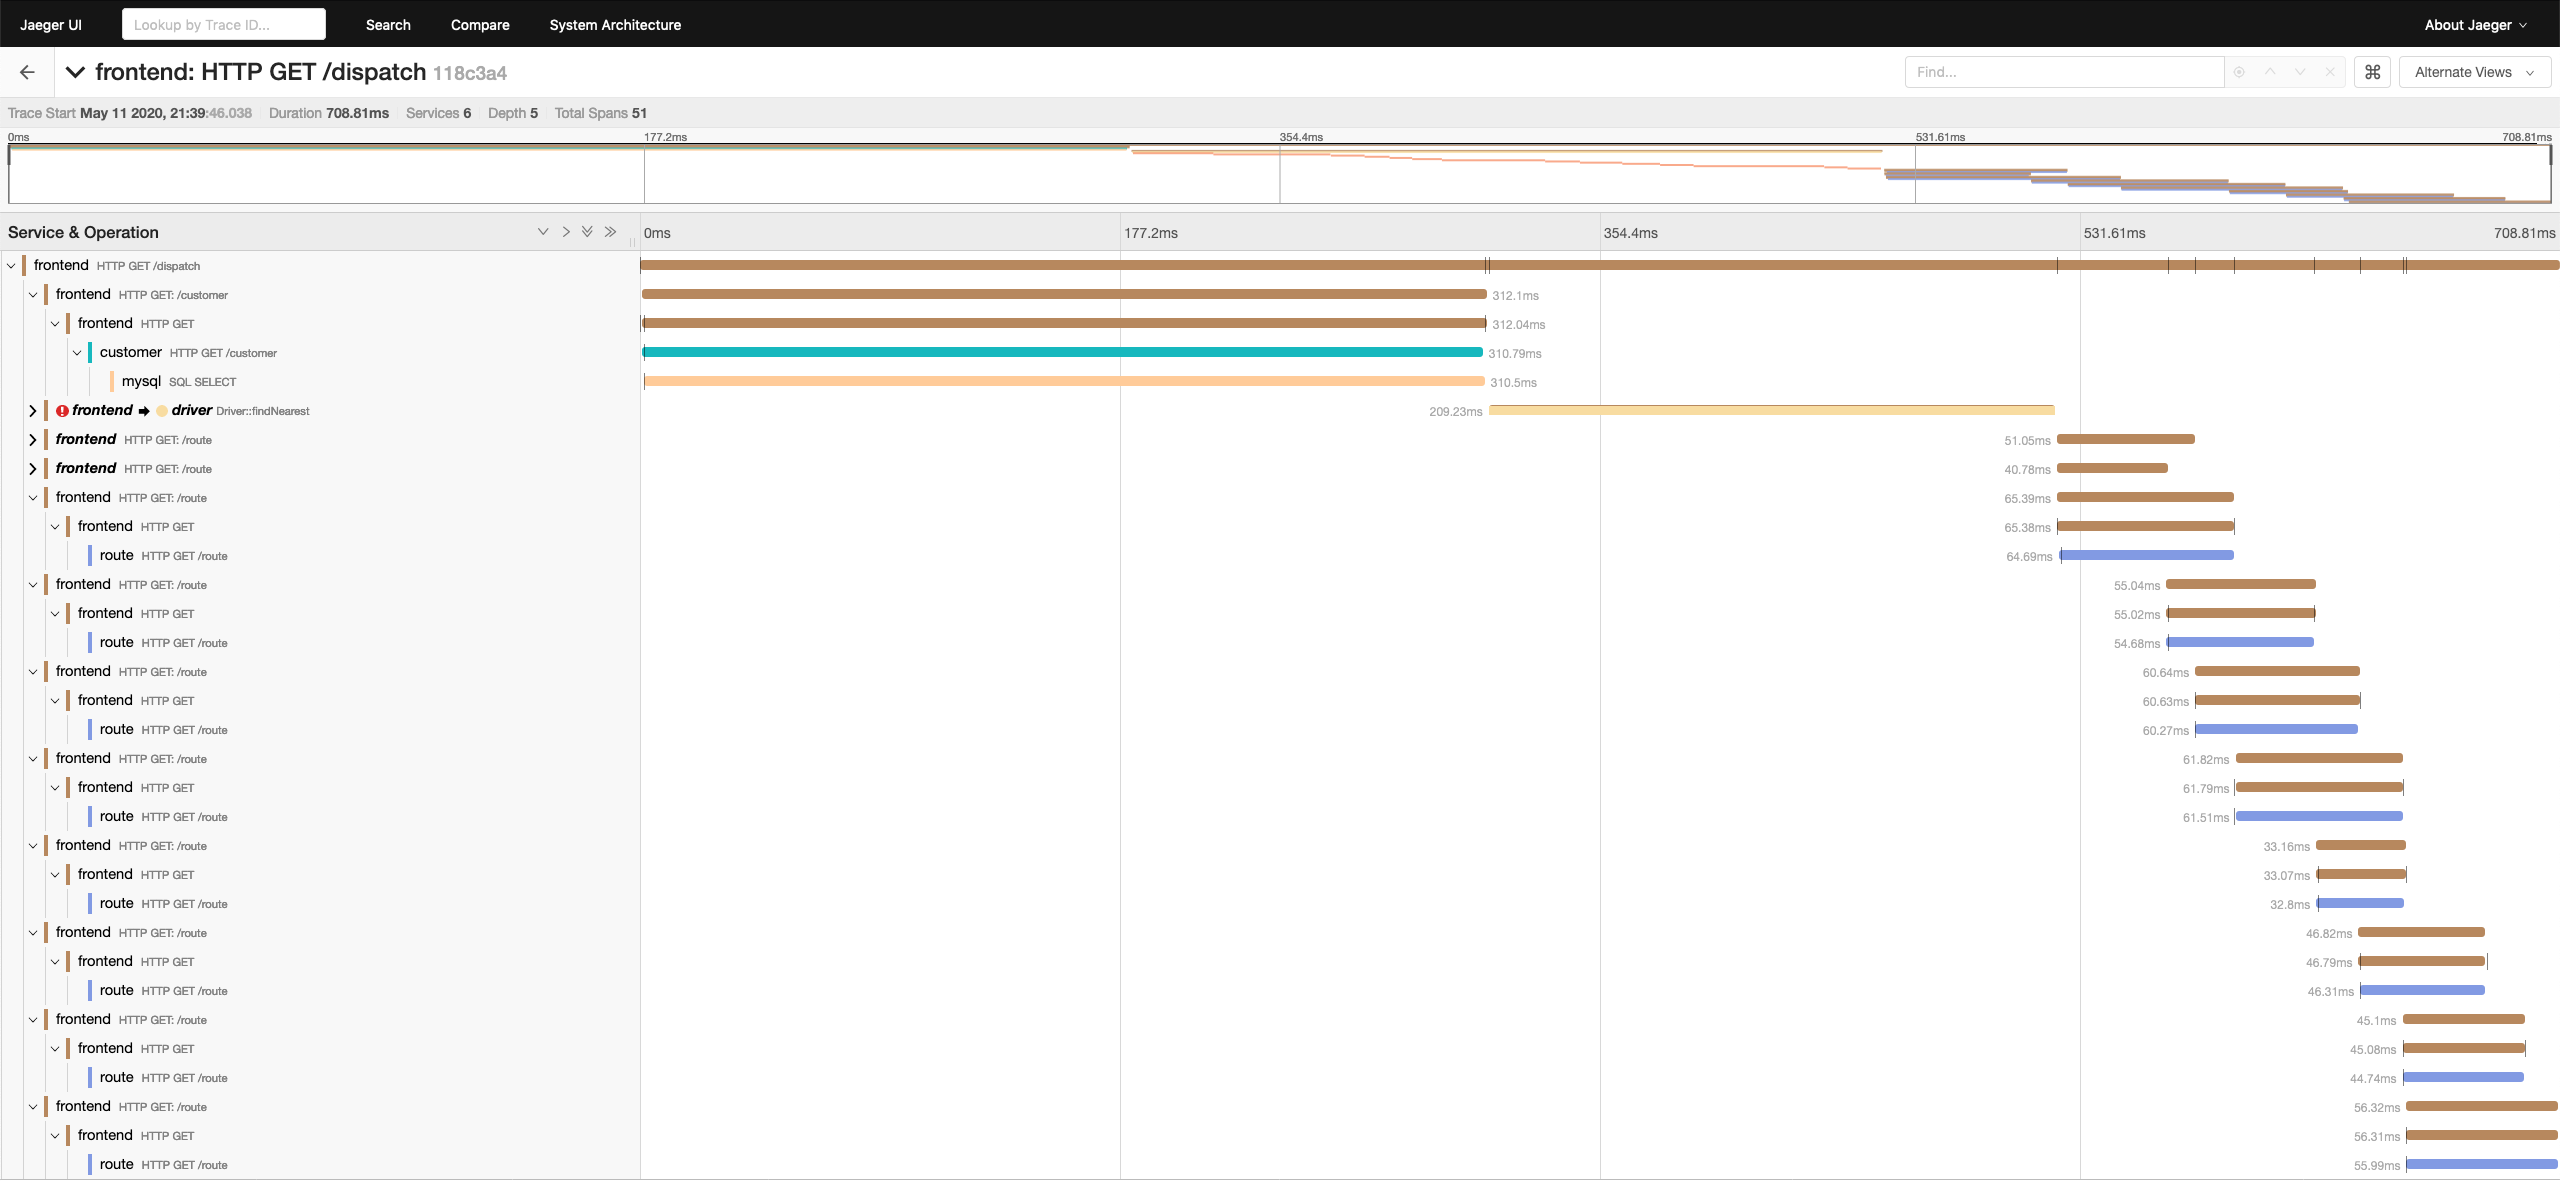 Jaeger UI Lookup by Trace ID... Search Compare System Architecture About Jaeger
frontend: HTTP GET /dispatch 118c3a4 Find... ⌘ Alternate Views
Trace Start May 11 2020, 21:39:46.038 Duration 708.81ms Services 6 Depth 5 Total Spans 51
0ms 177.2ms 354.4ms 531.61ms 708.81ms
Service & Operation 0ms 177.2ms 354.4ms 531.61ms 708.81ms
frontend HTTP GET /dispatch
frontend HTTP GET: /customer 312.1ms
frontend HTTP GET 312.04ms
customer HTTP GET /customer 310.79ms
mysql SQL SELECT 310.5ms
frontend driver Driver::findNearest 209.23ms
frontend HTTP GET: /route 51.05ms
frontend HTTP GET: /route 40.78ms
frontend HTTP GET: /route 65.39ms
frontend HTTP GET 65.38ms
route HTTP GET /route 64.69ms
frontend HTTP GET: /route 55.04ms
frontend HTTP GET 55.02ms
route HTTP GET /route 54.68ms
frontend HTTP GET: /route 60.64ms
frontend HTTP GET 60.63ms
route HTTP GET /route 60.27ms
frontend HTTP GET: /route 61.82ms
frontend HTTP GET 61.79ms
route HTTP GET /route 61.51ms
frontend HTTP GET: /route 33.16ms
frontend HTTP GET 33.07ms
route HTTP GET /route 32.8ms
frontend HTTP GET: /route 46.82ms
frontend HTTP GET 46.79ms
route HTTP GET /route 46.31ms
frontend HTTP GET: /route 45.1ms
frontend HTTP GET 45.08ms
route HTTP GET /route 44.74ms
frontend HTTP GET: /route 56.32ms
frontend HTTP GET 56.31ms
route HTTP GET /route 55.99ms